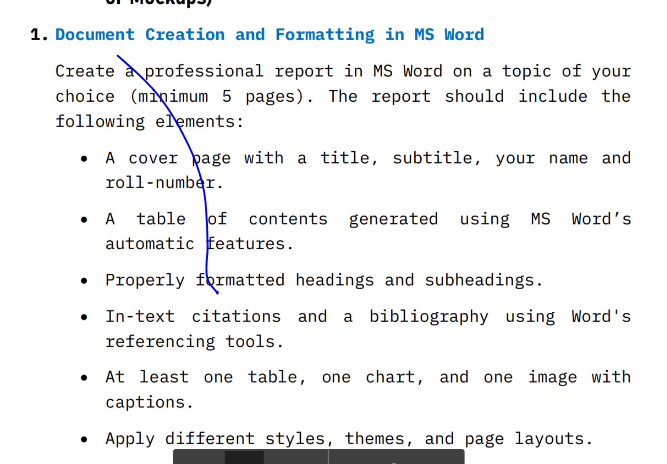 or Mockups)
1. Document Creation and Formatting in MS Word
Create a professional report in MS Word on a topic of your
choice (minimum 5 pages). The report should include the
following elements:
• A cover page with a title, subtitle, your name and
roll-number.
• A table of contents generated using MS Word’s
automatic features.
• Properly formatted headings and subheadings.
• In-text citations and a bibliography using Word's
referencing tools.
• At least one table, one chart, and one image with
captions.
• Apply different styles, themes, and page layouts.